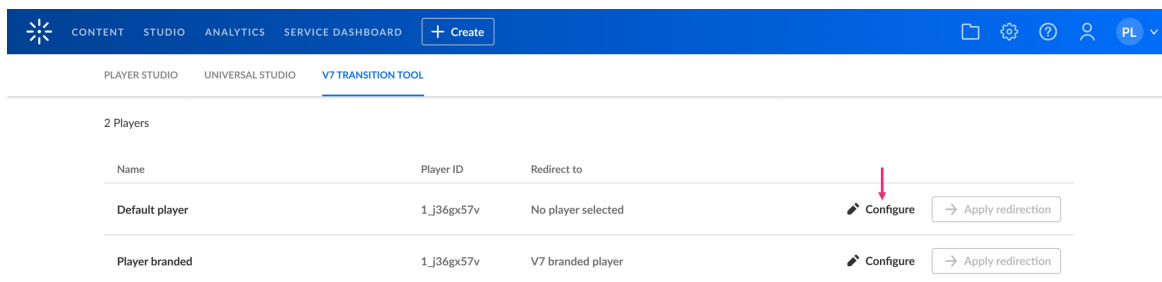 CONTENT STUDIO ANALYTICS SERVICE DASHBOARD + Create PL
PLAYER STUDIO UNIVERSAL STUDIO V7 TRANSITION TOOL
2 Players
Name Player ID Redirect to
Default player 1_j36gx57v No player selected Configure → Apply redirection
Player branded 1_j36gx57v V7 branded player Configure → Apply redirection